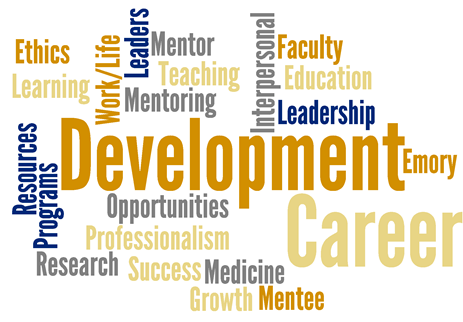 Ethics
Learning
Work/Life
Leaders
Mentor
Teaching
Mentoring
Interpersonal
Faculty
Education
Leadership
Development
Emory
Resources
Programs
Opportunities
Career
Professionalism
Research
Success
Medicine
Growth
Mentee